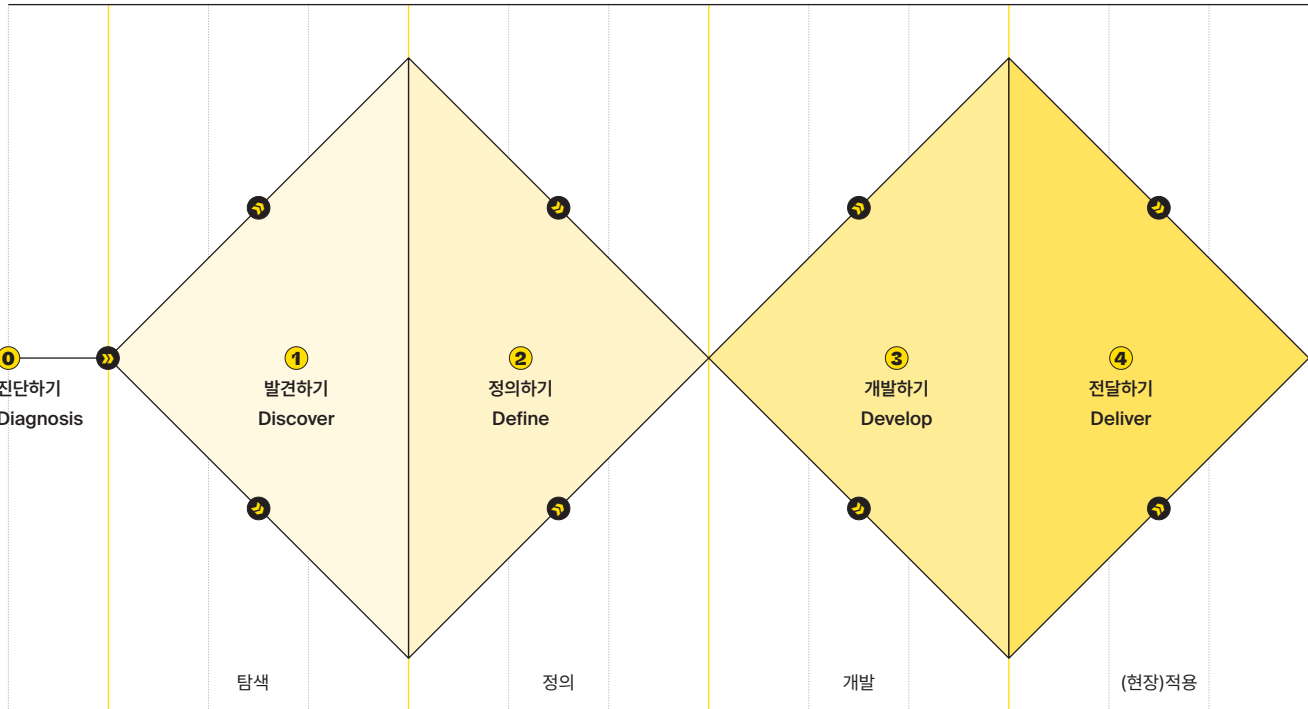 0
진단하기
Diagnosis
1
발견하기
Discover
2
정의하기
Define
3
개발하기
Develop
4
전달하기
Deliver
탐색
정의
개발
(현장)적용